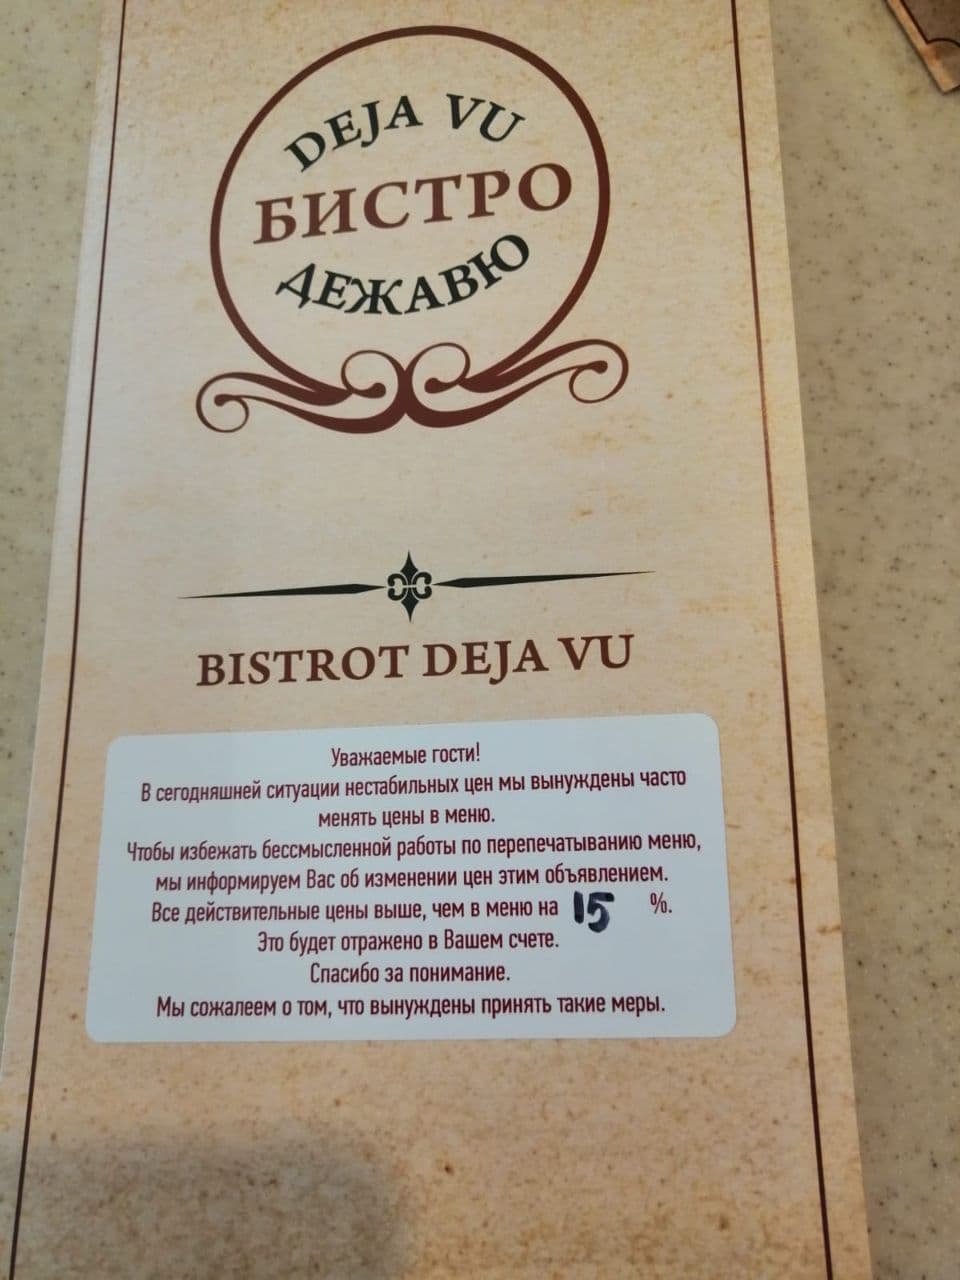 DEJA VU
БИСТРО
ДЕЖАВЮ
BISTROT DEJA VU
Уважаемые гости!
В сегодняшней ситуации нестабильных цен мы вынуждены часто
менять цены в меню.
Чтобы избежать бессмысленной работы по перепечатыванию меню,
мы информируем Вас об изменении цен этим объявлением.
Все действительные цены выше, чем в меню на 15 %.
Это будет отражено в Вашем счете.
Спасибо за понимание.
Мы сожалеем о том, что вынуждены принять такие меры.